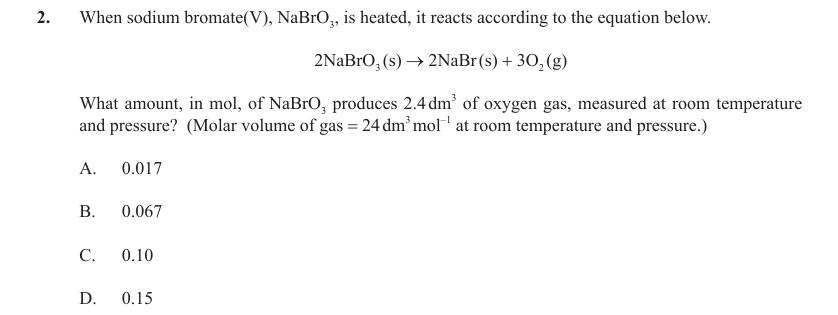 2. When sodium bromate(V), NaBrO₃, is heated, it reacts according to the equation below.
2NaBrO₃(s) → 2NaBr(s) + 3O₂(g)
What amount, in mol, of NaBrO₃ produces 2.4 dm³ of oxygen gas, measured at room temperature
and pressure? (Molar volume of gas = 24 dm³ mol⁻¹ at room temperature and pressure.)
A. 0.017
B. 0.067
C. 0.10
D. 0.15